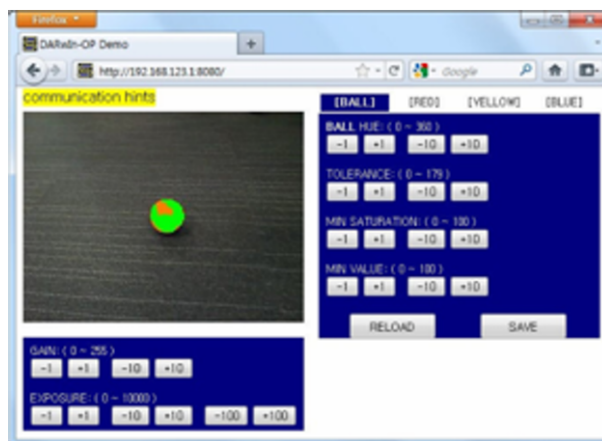 Firefox
DARwIn-OP Demo
http://192.168.123.1:8080/
Google
communication hints
[BALL] [RED] [YELLOW] [BLUE]
BALL HUE: ( 0 ~ 360 )
-1 +1 -10 +10
TOLERANCE: ( 0 ~ 179 )
-1 +1 -10 +10
MIN SATURATION: ( 0 ~ 100 )
-1 +1 -10 +10
MIN VALUE: ( 0 ~ 100 )
-1 +1 -10 +10
RELOAD SAVE
GAIN: ( 0 ~ 255 )
-1 +1 -10 +10
EXPOSURE: ( 0 ~ 10000 )
-1 +1 -10 +10 -100 +100